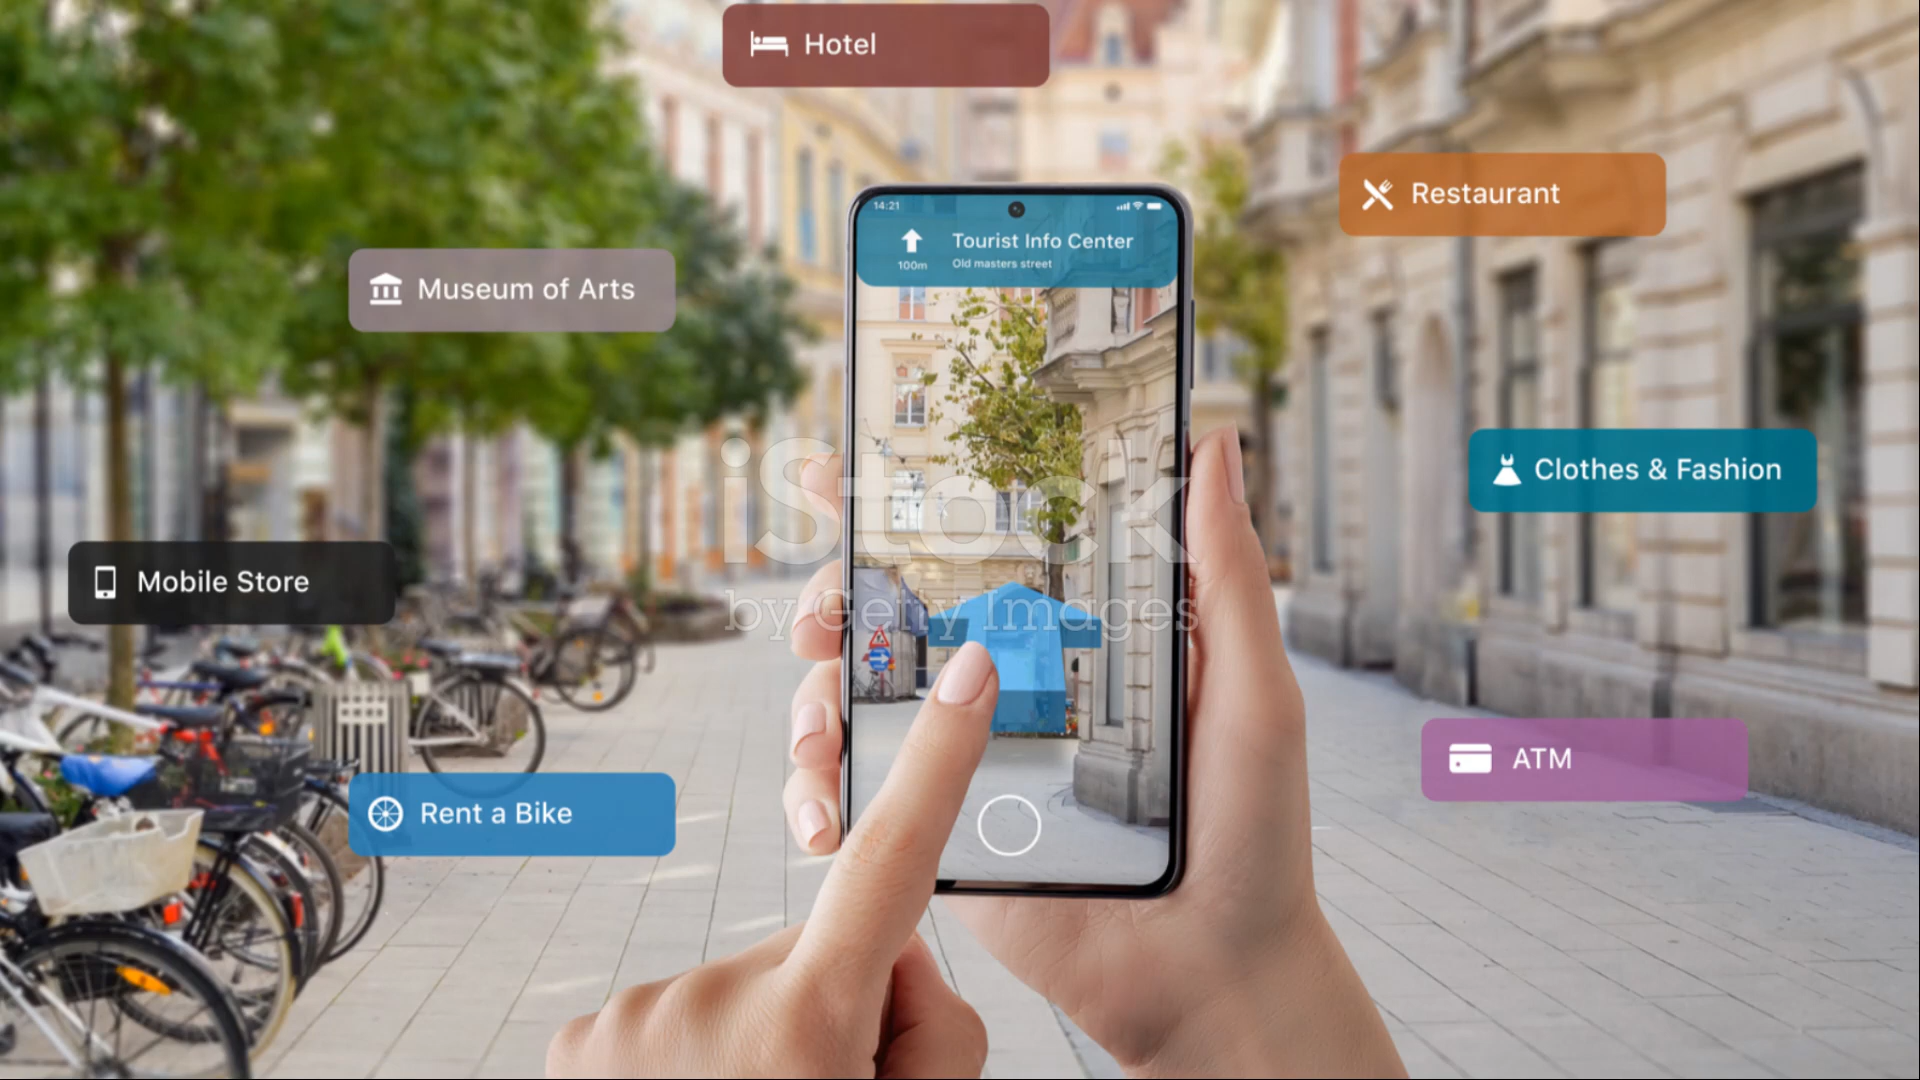 Hotel
Restaurant
14:21
Tourist Info Center
100m
Old masters street
Museum of Arts
Clothes & Fashion
iStock
by Getty Images
Mobile Store
ATM
Rent a Bike